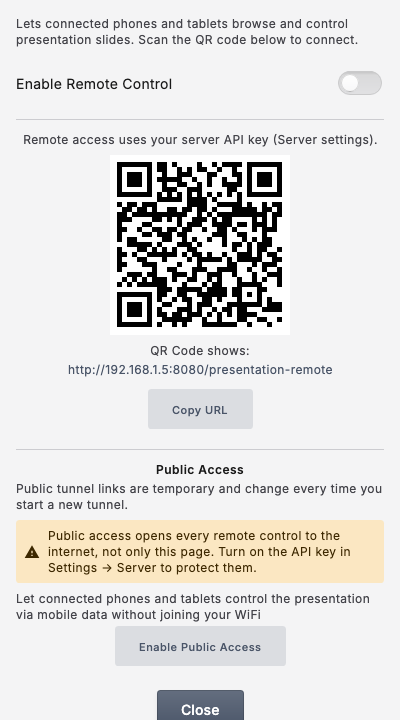 Lets connected phones and tablets browse and control
presentation slides. Scan the QR code below to connect.
Enable Remote Control
Remote access uses your server API key (Server settings).
QR Code shows:
http://192.168.1.5:8080/presentation-remote
Copy URL
Public Access
Public tunnel links are temporary and change every time you
start a new tunnel.
Public access opens every remote control to the
internet, not only this page. Turn on the API key in
Settings → Server to protect them.
Let connected phones and tablets control the presentation
via mobile data without joining your WiFi
Enable Public Access
Close